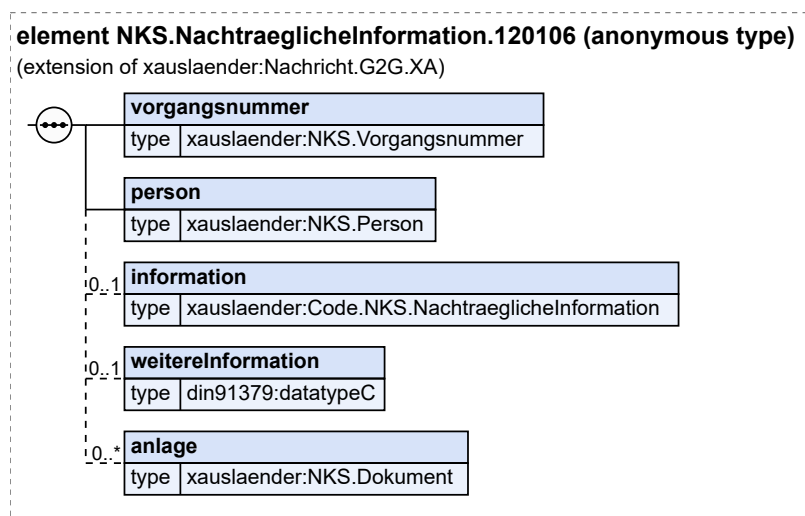 element NKS.NachtraeglicheInformation.120106 (anonymous type)
(extension of xauslaender:Nachricht.G2G.XA)
vorgangsnummer
type xauslaender:NKS.Vorgangsnummer
person
type xauslaender:NKS.Person
0..1 information
type xauslaender:Code.NKS.NachtraeglicheInformation
0..1 weitereInformation
type din91379:datatypeC
0..* anlage
type xauslaender:NKS.Dokument